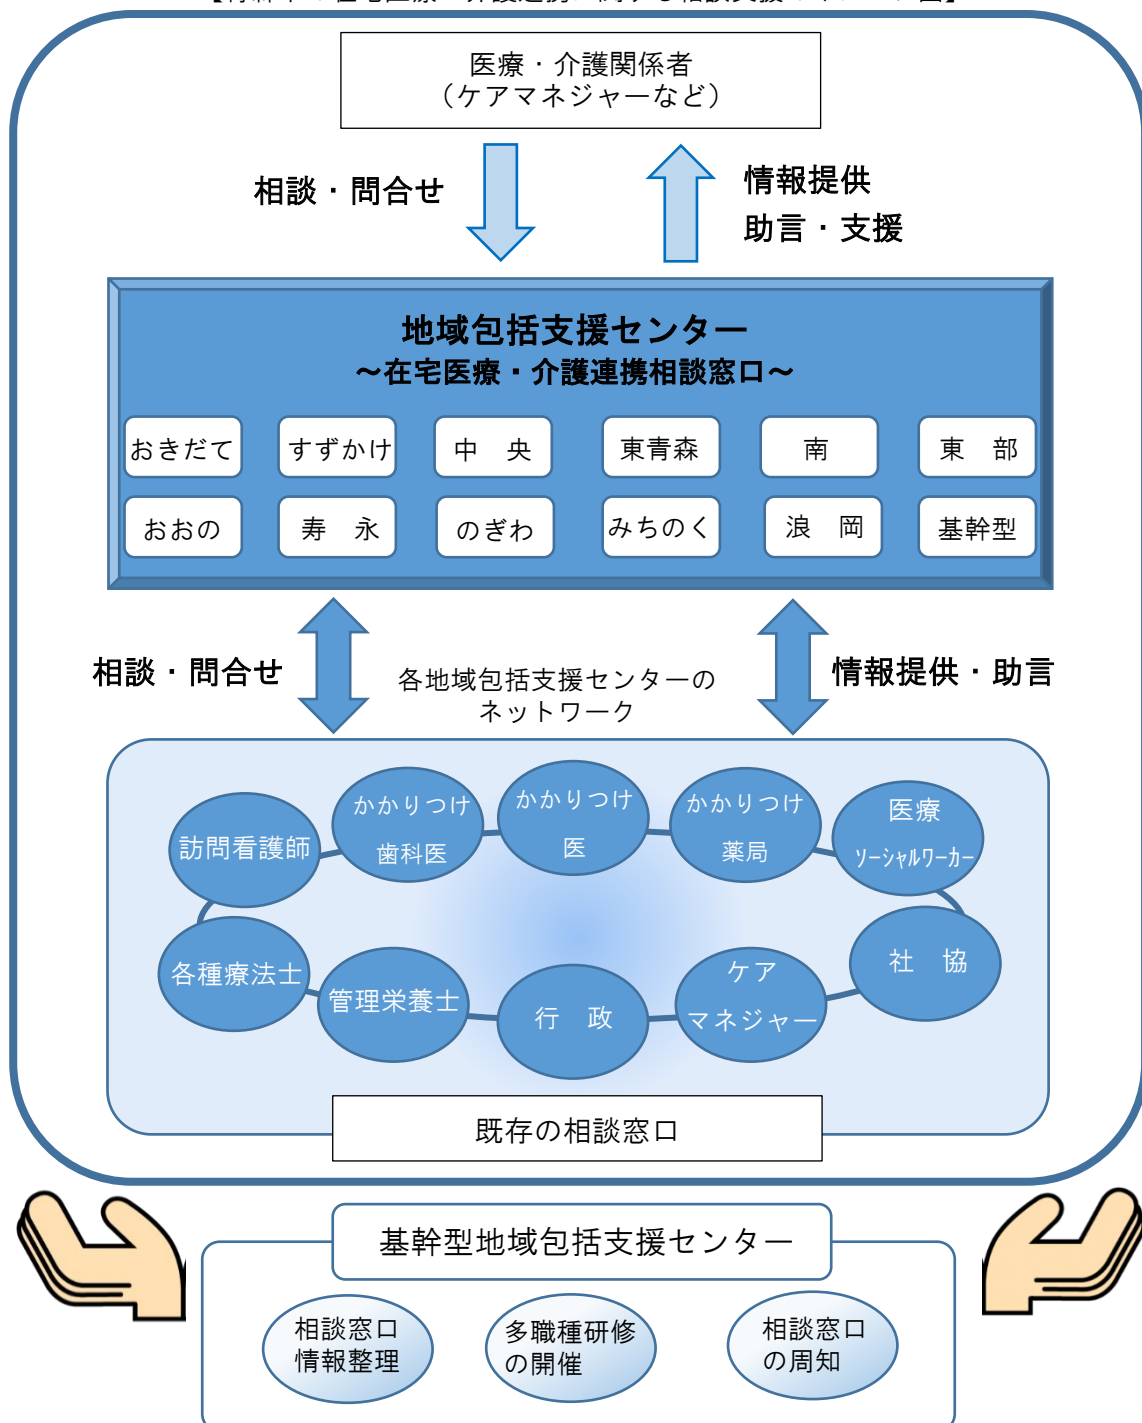 医療・介護関係者
（ケアマネジャーなど）
相談・問合せ
情報提供
助言・支援
地域包括支援センター
～在宅医療・介護連携相談窓口～
おきだて
すずかけ
中　央
東青森
南
東　部
おおの
寿　永
のぎわ
みちのく
浪　岡
基幹型
相談・問合せ
各地域包括支援センターの
ネットワーク
情報提供・助言
訪問看護師
かかりつけ
歯科医
かかりつけ
医
かかりつけ
薬局
医療
ソーシャルワーカー
各種療法士
管理栄養士
行　政
ケア
マネジャー
社　協
既存の相談窓口
基幹型地域包括支援センター
相談窓口
情報整理
多職種研修
の開催
相談窓口
の周知